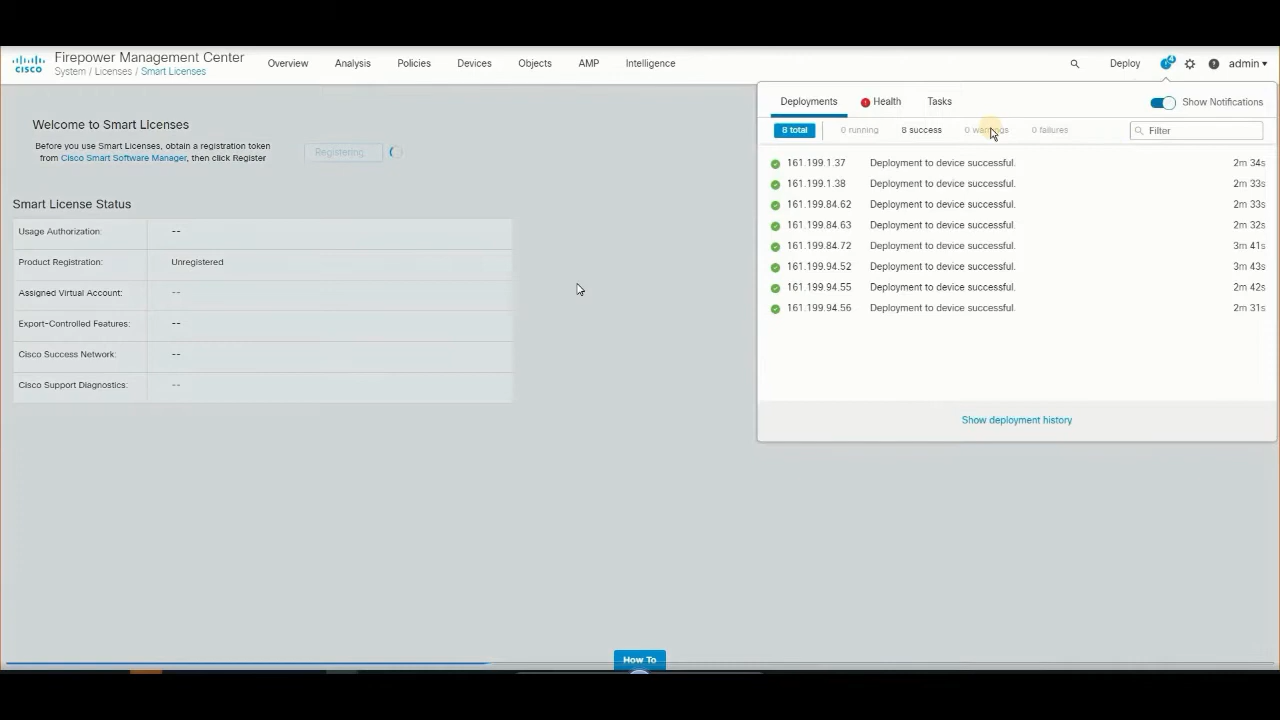 Firepower Management Center
CISCO
System / Licenses / Smart Licenses
Overview
Analysis
Policies
Devices
Objects
AMP
Intelligence
Deploy
4
admin
Deployments
Health
Tasks
Show Notifications
8 total
0 running
8 success
0 warnings
0 failures
Filter
161.199.1.37 Deployment to device successful. 2m 34s
161.199.1.38 Deployment to device successful. 2m 33s
161.199.84.62 Deployment to device successful. 2m 33s
161.199.84.63 Deployment to device successful. 2m 32s
161.199.84.72 Deployment to device successful. 3m 41s
161.199.94.52 Deployment to device successful. 3m 43s
161.199.94.55 Deployment to device successful. 2m 42s
161.199.94.56 Deployment to device successful. 2m 31s
Show deployment history
Welcome to Smart Licenses
Before you use Smart Licenses, obtain a registration token
from Cisco Smart Software Manager, then click Register
Registering
Smart License Status
Usage Authorization: --
Product Registration: Unregistered
Assigned Virtual Account: --
Export-Controlled Features: --
Cisco Success Network: --
Cisco Support Diagnostics: --
How To